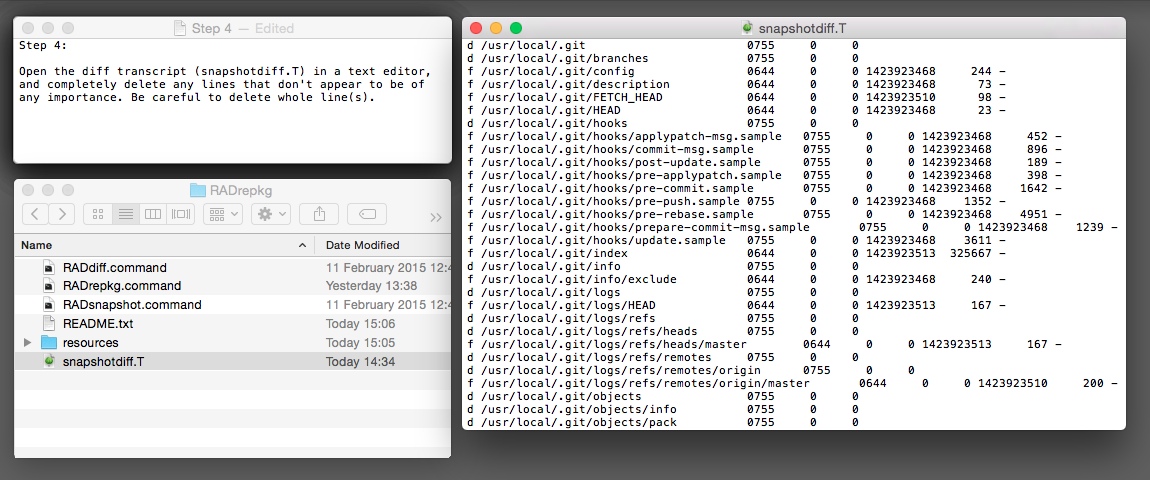 Step 4 — Edited
Step 4:
Open the diff transcript (snapshotdiff.T) in a text editor,
and completely delete any lines that don't appear to be of
any importance. Be careful to delete whole line(s).
RADrepkg
Name Date Modified
RADdiff.command 11 February 2015 12:4
RADrepkg.command Yesterday 13:38
RADsnapshot.command 11 February 2015 12:4
README.txt Today 15:06
resources Today 15:05
snapshotdiff.T Today 14:34
snapshotdiff.T
d /usr/local/.git 0755 0 0
d /usr/local/.git/branches 0755 0 0
f /usr/local/.git/config 0644 0 0 1423923468 244 -
f /usr/local/.git/description 0644 0 0 1423923468 73 -
f /usr/local/.git/FETCH_HEAD 0644 0 0 1423923510 98 -
f /usr/local/.git/HEAD 0644 0 0 1423923468 23 -
d /usr/local/.git/hooks 0755 0 0
f /usr/local/.git/hooks/applypatch-msg.sample 0755 0 0 1423923468 452 -
f /usr/local/.git/hooks/commit-msg.sample 0755 0 0 1423923468 896 -
f /usr/local/.git/hooks/post-update.sample 0755 0 0 1423923468 189 -
f /usr/local/.git/hooks/pre-applypatch.sample 0755 0 0 1423923468 398 -
f /usr/local/.git/hooks/pre-commit.sample 0755 0 0 1423923468 1642 -
f /usr/local/.git/hooks/pre-push.sample 0755 0 0 1423923468 1352 -
f /usr/local/.git/hooks/pre-rebase.sample 0755 0 0 1423923468 4951 -
f /usr/local/.git/hooks/prepare-commit-msg.sample 0755 0 0 1423923468 1239 -
f /usr/local/.git/hooks/update.sample 0755 0 0 1423923468 3611 -
f /usr/local/.git/index 0644 0 0 1423923513 325667 -
d /usr/local/.git/info 0755 0 0
f /usr/local/.git/info/exclude 0644 0 0 1423923468 240 -
d /usr/local/.git/logs 0755 0 0
f /usr/local/.git/logs/HEAD 0644 0 0 1423923513 167 -
d /usr/local/.git/logs/refs 0755 0 0
d /usr/local/.git/logs/refs/heads 0755 0 0
f /usr/local/.git/logs/refs/heads/master 0644 0 0 1423923513 167 -
d /usr/local/.git/logs/refs/remotes 0755 0 0
d /usr/local/.git/logs/refs/remotes/origin 0755 0 0
f /usr/local/.git/logs/refs/remotes/origin/master 0644 0 0 1423923510 200 -
d /usr/local/.git/objects 0755 0 0
d /usr/local/.git/objects/info 0755 0 0
d /usr/local/.git/objects/pack 0755 0 0